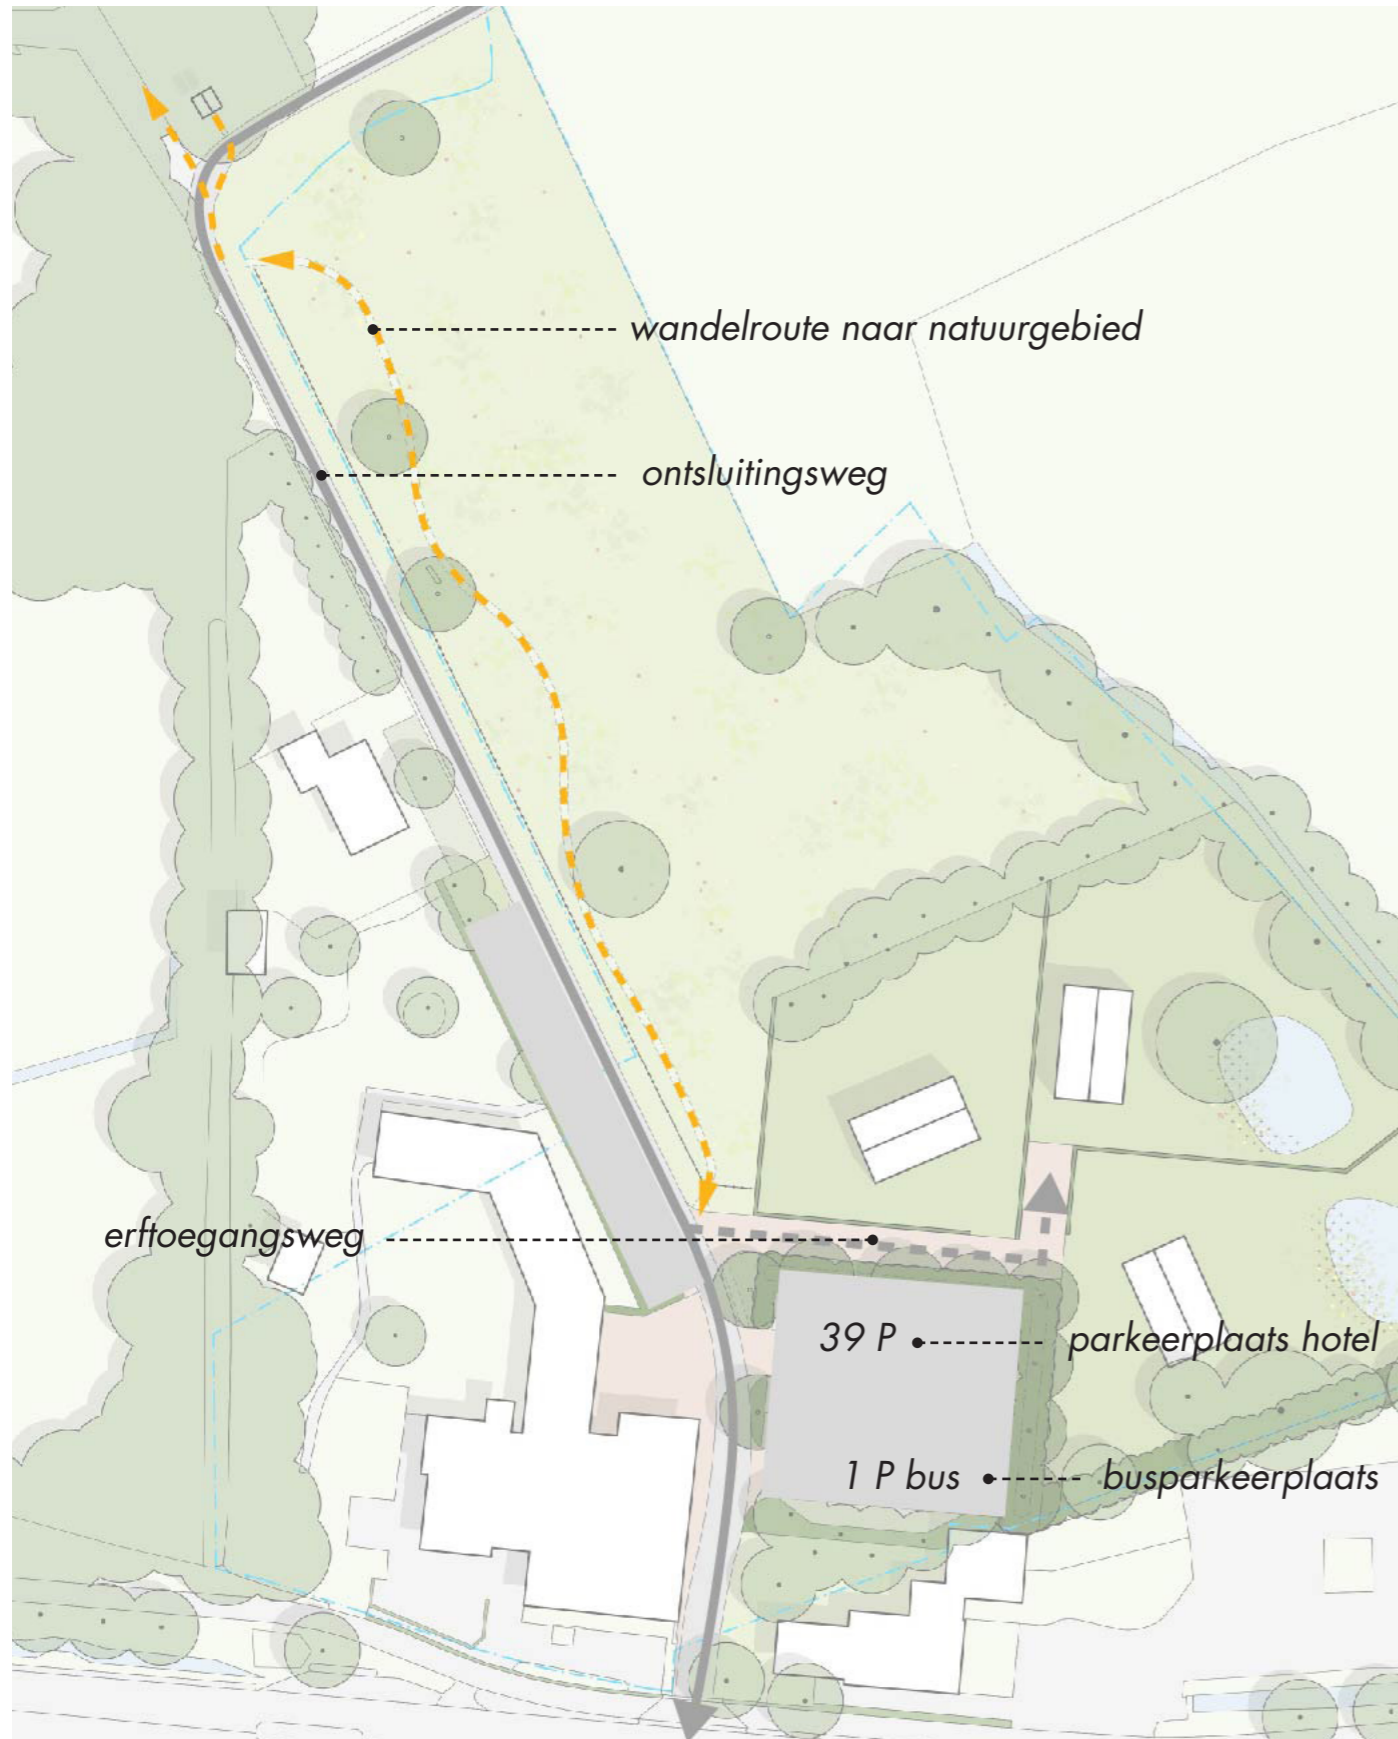 wandelroute naar natuurgebied
ontsluitingsweg
erftoegangsweg
39 P
parkeerplaats hotel
1 P bus
busparkeerplaats